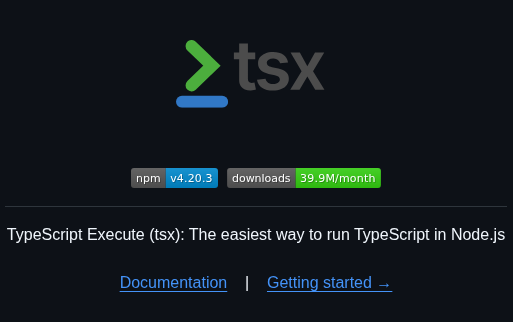 tsx
npm v4.20.3 downloads 39.9M/month
TypeScript Execute (tsx): The easiest way to run TypeScript in Node.js
Documentation | Getting started →